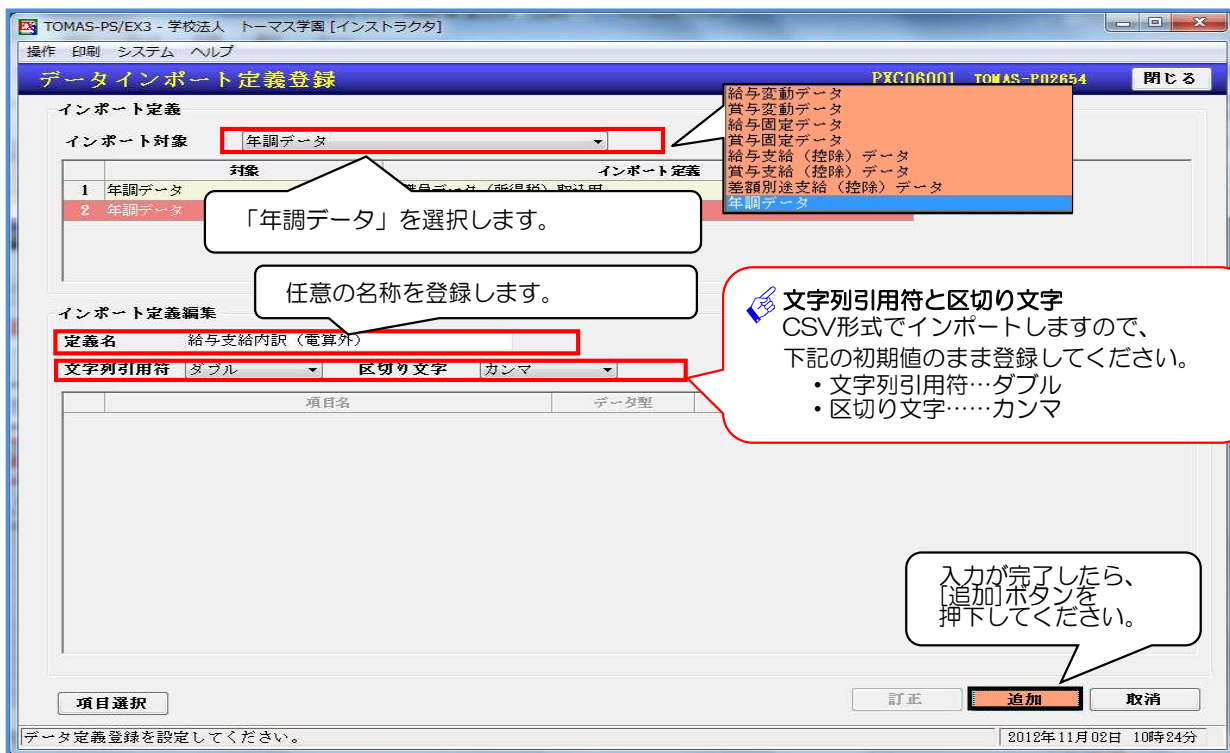 TOMAS-PS/EX3 - 学校法人 トーマス学園 [インストラクタ]
操作 印刷 システム ヘルプ
データインポート定義登録 PXC06001 TOMAS-P02654 閉じる
インポート定義
インポート対象 年調データ
給与変動データ
賞与変動データ
給与固定データ
賞与固定データ
給与支給（控除）データ
賞与支給（控除）データ
差額別途支給（控除）データ
年調データ
対象 インポート定義
1 年調データ 職員データ（所得税）取込用
2 年調データ
「年調データ」を選択します。
任意の名称を登録します。
インポート定義編集
定義名 給与支給内訳（電算外）
文字列引用符 ダブル 区切り文字 カンマ
文字列引用符と区切り文字
CSV形式でインポートしますので、
下記の初期値のまま登録してください。
・文字列引用符…ダブル
・区切り文字……カンマ
項目名 データ型
入力が完了したら、
[追加]ボタンを
押下してください。
項目選択 訂正 追加 取消
データ定義登録を設定してください。 2012年11月02日 10時24分